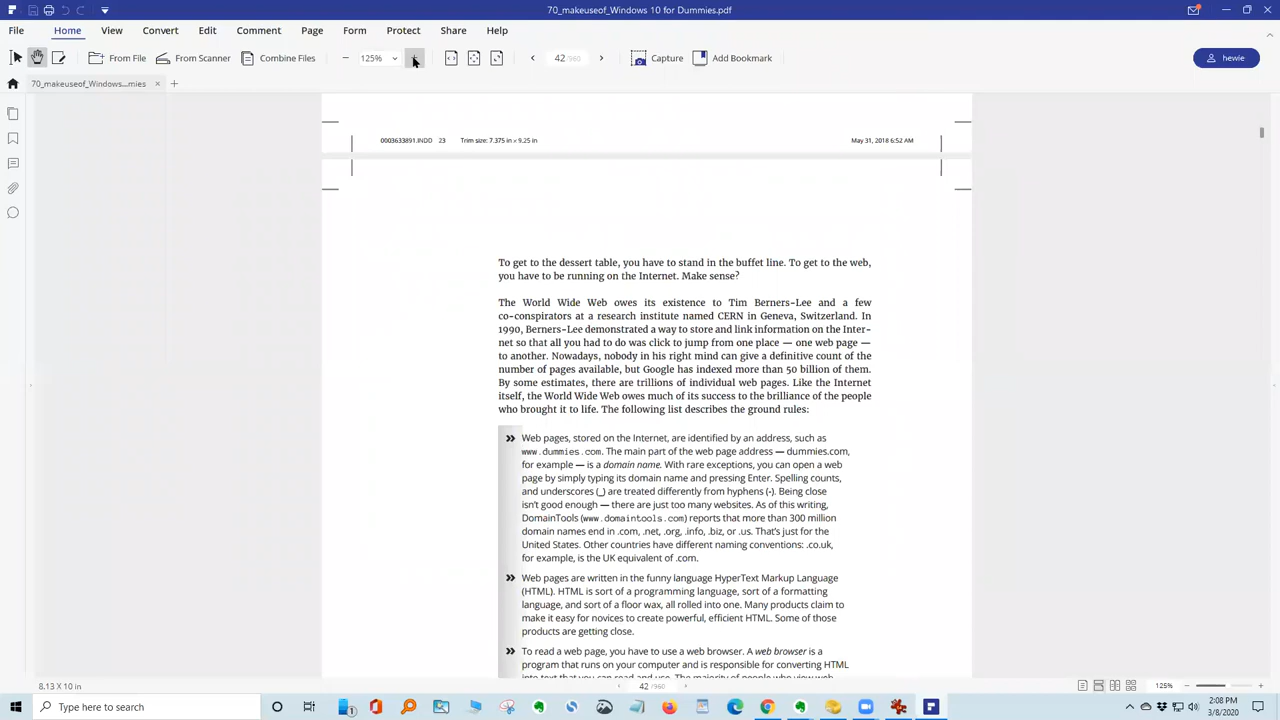 70_makeuseof_Windows 10 for Dummies.pdf
File Home View Convert Edit Comment Page Form Protect Share Help
From File From Scanner Combine Files 125% 42 /960 Capture Add Bookmark hewie
70_makeuseof_Windows....mies
0003633891.INDD 23 Trim size: 7.375 in × 9.25 in May 31, 2018 6:52 AM
To get to the dessert table, you have to stand in the buffet line. To get to the web,
you have to be running on the Internet. Make sense?
The World Wide Web owes its existence to Tim Berners-Lee and a few
co-conspirators at a research institute named CERN in Geneva, Switzerland. In
1990, Berners-Lee demonstrated a way to store and link information on the Inter-
net so that all you had to do was click to jump from one place — one web page —
to another. Nowadays, nobody in his right mind can give a definitive count of the
number of pages available, but Google has indexed more than 50 billion of them.
By some estimates, there are trillions of individual web pages. Like the Internet
itself, the World Wide Web owes much of its success to the brilliance of the people
who brought it to life. The following list describes the ground rules:
» Web pages, stored on the Internet, are identified by an address, such as
www.dummies.com. The main part of the web page address — dummies.com,
for example — is a domain name. With rare exceptions, you can open a web
page by simply typing its domain name and pressing Enter. Spelling counts,
and underscores (_) are treated differently from hyphens (-). Being close
isn't good enough — there are just too many websites. As of this writing,
DomainTools (www.domaintools.com) reports that more than 300 million
domain names end in .com, .net, .org, .info, .biz, or .us. That's just for the
United States. Other countries have different naming conventions: .co.uk,
for example, is the UK equivalent of .com.
» Web pages are written in the funny language HyperText Markup Language
(HTML). HTML is sort of a programming language, sort of a formatting
language, and sort of a floor wax, all rolled into one. Many products claim to
make it easy for novices to create powerful, efficient HTML. Some of those
products are getting close.
» To read a web page, you have to use a web browser. A web browser is a
program that runs on your computer and is responsible for converting HTML
into text that you can read and use. The majority of people who view web
8.13 X 10 in 42 /960 125%
Type here to search 2:08 PM
3/8/2020